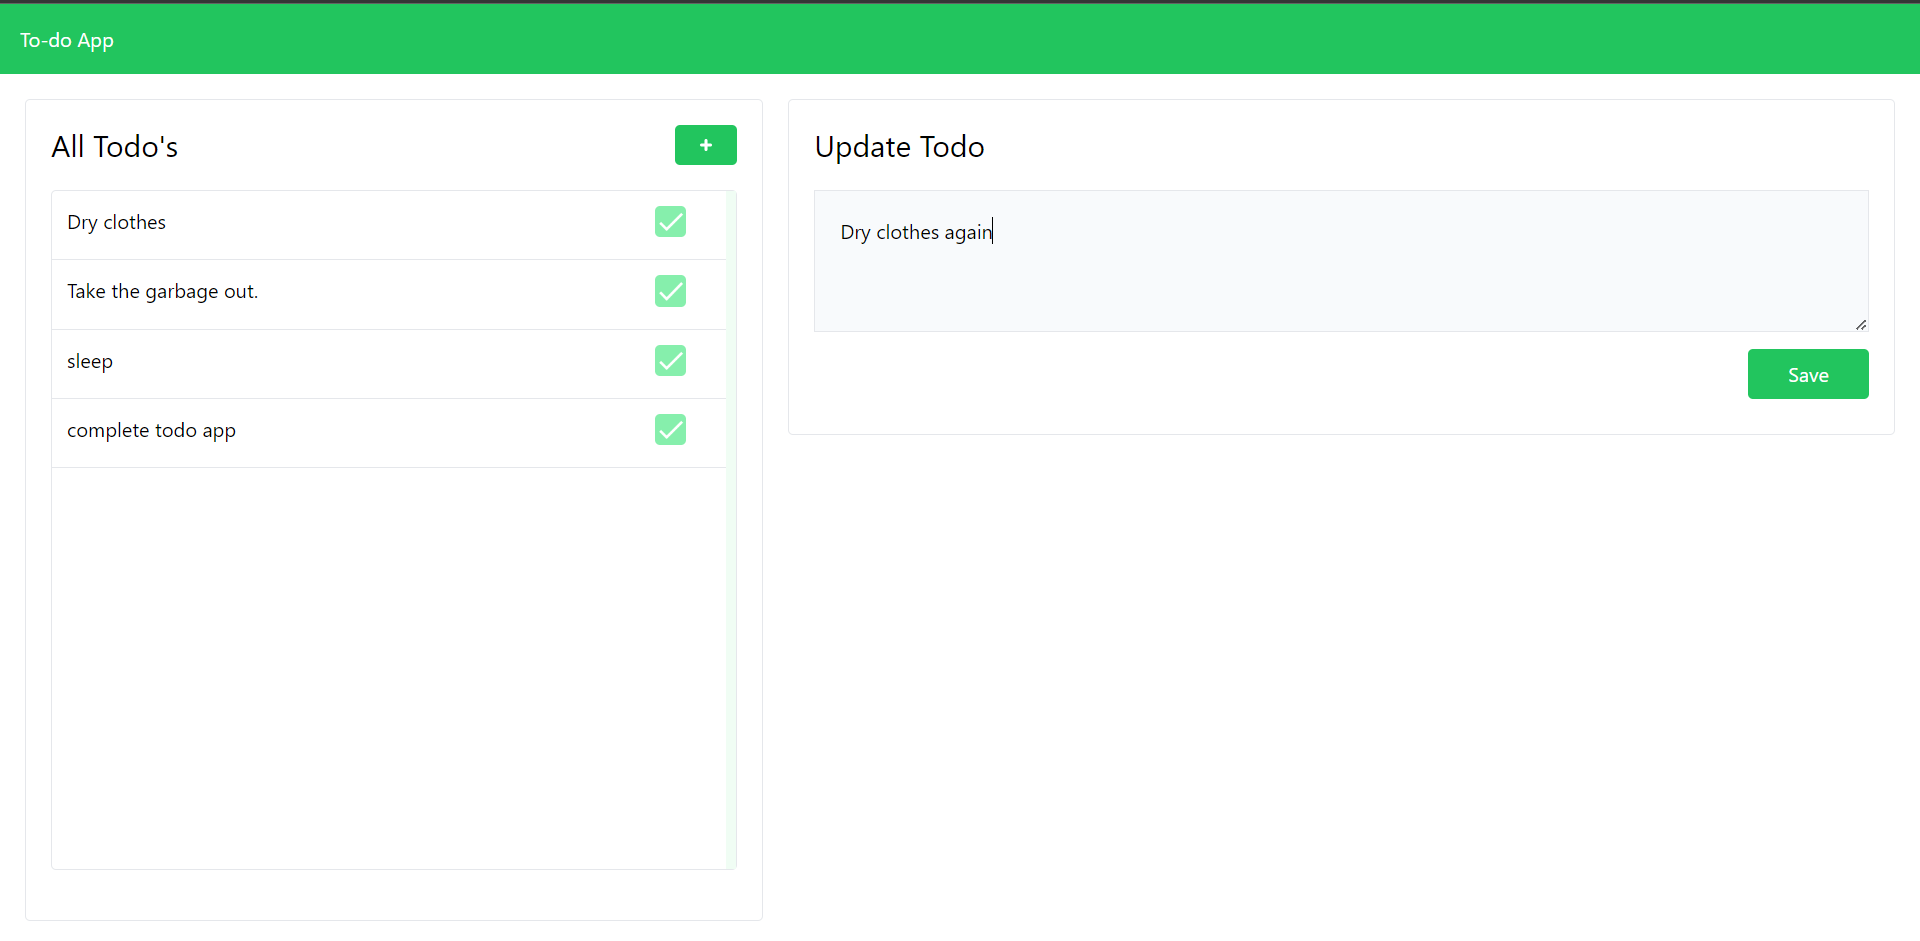 To-do App
All Todo's
+
Dry clothes
Take the garbage out.
sleep
complete todo app
Update Todo
Dry clothes again
Save